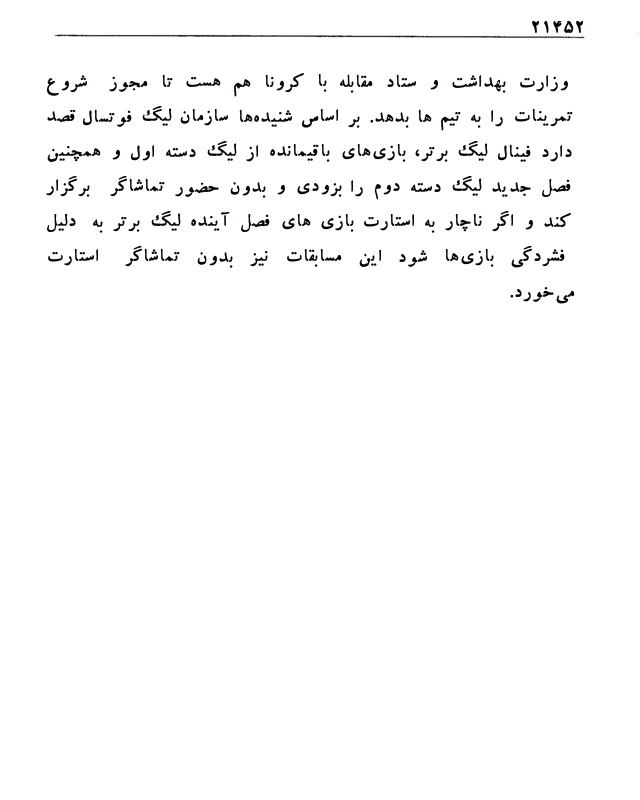 ۲۱۴۵۲
وزارت بهداشت و ستاد مقابله با کرونا هم هست تا مجوز شروع
تمرینات را به تیم ها بدهد. بر اساس شنیده‌ها سازمان لیگ فوتسال قصد
دارد فینال لیگ برتر، بازی‌های باقیمانده از لیگ دسته اول و همچنین
فصل جدید لیگ دسته دوم را بزودی و بدون حضور تماشاگر برگزار
کند و اگر ناچار به استارت بازی های فصل آینده لیگ برتر به دلیل
فشردگی بازی‌ها شود این مسابقات نیز بدون تماشاگر استارت
می‌خورد.